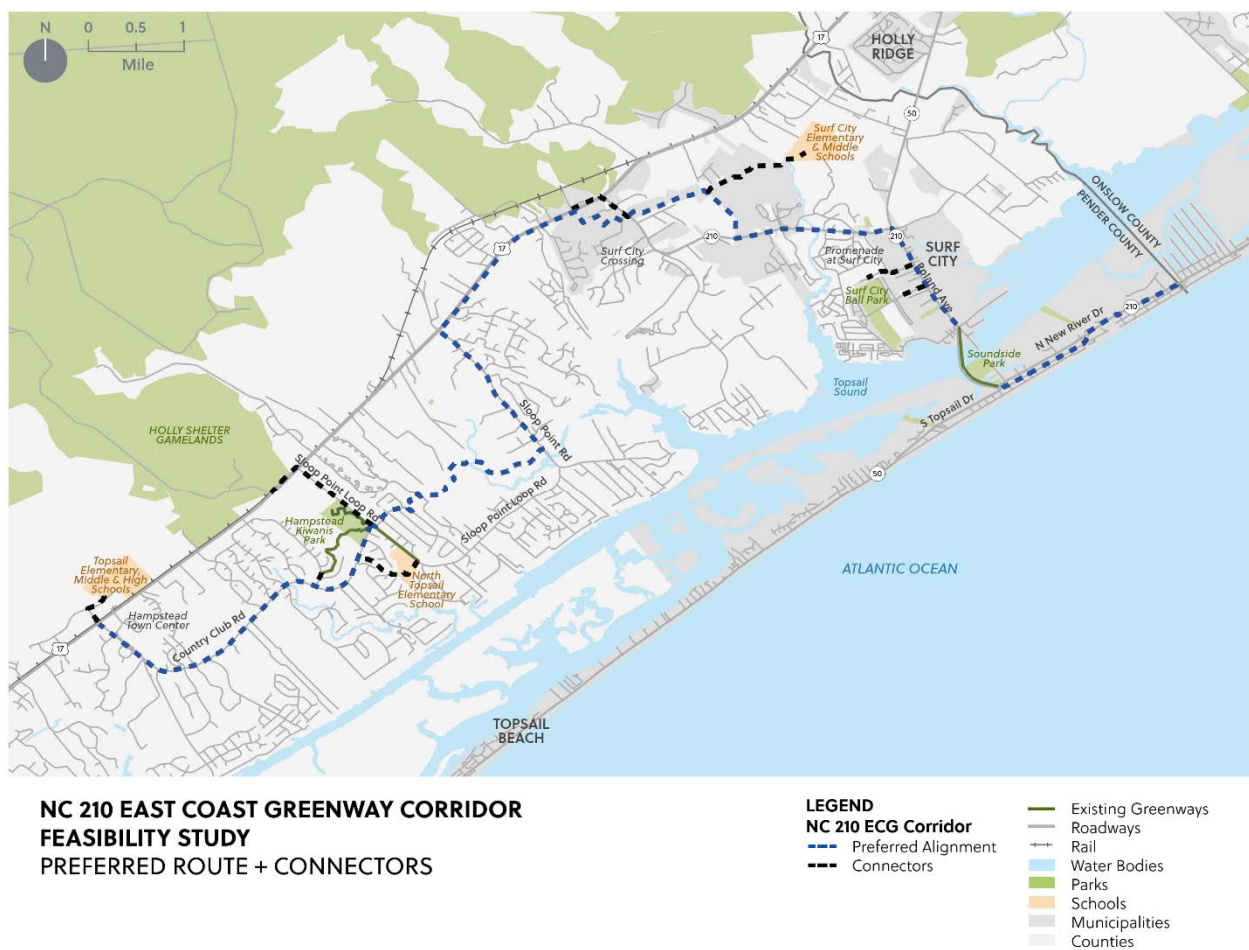 N
0 0.5 1
Mile
17
HOLLY
RIDGE
50
Surf City
Elementary
& Middle
Schools
ONSLOW COUNTY
PENDER COUNTY
17
210
210
Surf City
Crossing
Promenade
at Surf City
SURF
CITY
Roland Ave
Surf City
Ball Park
210
N New River Dr
Soundside
Park
Topsail
Sound
S Topsail Dr
50
Sloop Point Rd
HOLLY SHELTER
GAMELANDS
Sloop Point Loop Rd
Sloop Point Loop Rd
Hampstead
Kiwanis
Park
Topsail
Elementary,
Middle & High
Schools
North
Topsail
Elementary
School
ATLANTIC OCEAN
Hampstead
Town Center
Country Club Rd
17
TOPSAIL
BEACH
NC 210 EAST COAST GREENWAY CORRIDOR
FEASIBILITY STUDY
PREFERRED ROUTE + CONNECTORS
LEGEND
NC 210 ECG Corridor
Preferred Alignment
Connectors
Existing Greenways
Roadways
Rail
Water Bodies
Parks
Schools
Municipalities
Counties